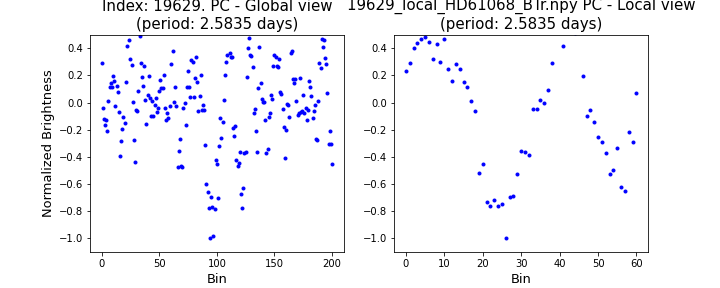 Index: 19629. PC - Global view
(period: 2.5835 days)
19629_local_HD61068_BTr.npy PC - Local view
(period: 2.5835 days)
Normalized Brightness
0.4
0.2
0.0
−0.2
−0.4
−0.6
−0.8
−1.0
0 50 100 150 200
Bin
0.4
0.2
0.0
−0.2
−0.4
−0.6
−0.8
−1.0
0 10 20 30 40 50 60
Bin